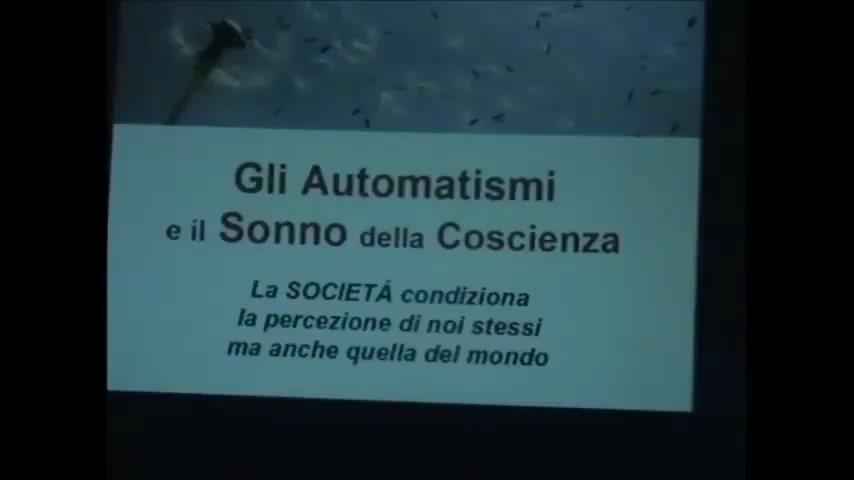 Gli Automatismi
e il Sonno della Coscienza
La SOCIETÁ condiziona
la percezione di noi stessi
ma anche quella del mondo